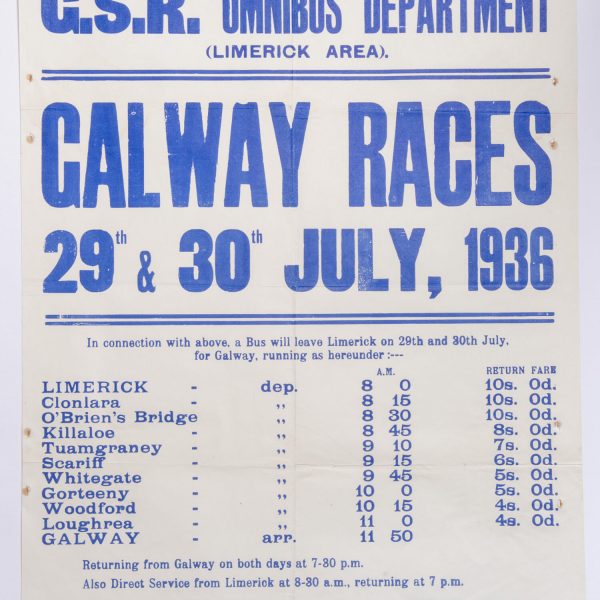 G.S.R. OMNIBUS DEPARTMENT
(LIMERICK AREA).
GALWAY RACES
29th & 30th JULY, 1936
In connection with above, a Bus will leave Limerick on 29th and 30th July,
for Galway, running as hereunder :---
A.M. RETURN FARE
LIMERICK - dep. 8 0 10s. 0d.
Clonlara - ,, 8 15 10s. 0d.
O'Brien's Bridge ,, 8 30 10s. 0d.
Killaloe - ,, 8 45 8s. 0d.
Tuamgraney - ,, 9 10 7s. 0d.
Scariff - ,, 9 15 6s. 0d.
Whitegate - ,, 9 45 5s. 0d.
Gorteeny - ,, 10 0 5s. 0d.
Woodford - ,, 10 15 4s. 0d.
Loughrea - ,, 11 0 4s. 0d.
GALWAY - arr. 11 50
Returning from Galway on both days at 7-30 p.m.
Also Direct Service from Limerick at 8-30 a.m., returning at 7 p.m.